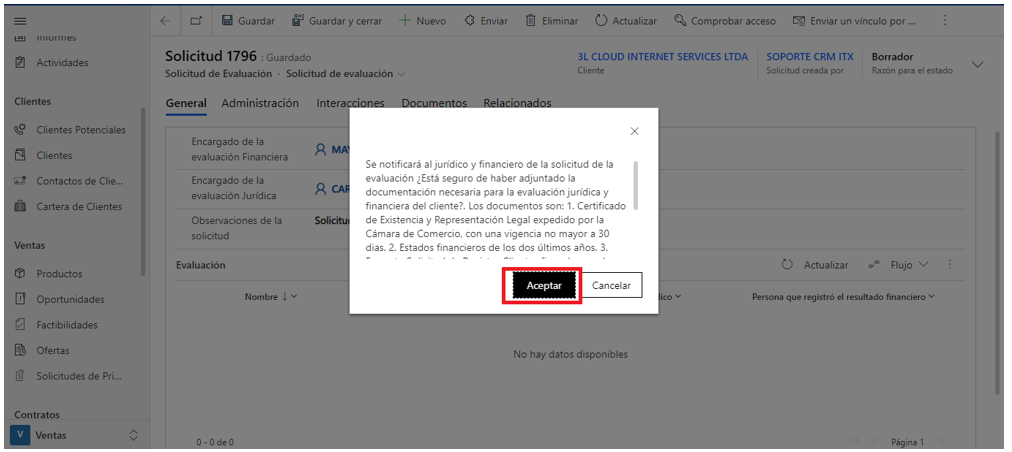 Guardar
Guardar y cerrar
Nuevo
Enviar
Eliminar
Actualizar
Comprobar acceso
Enviar un vínculo por ...
Informes
Actividades
Clientes
Clientes Potenciales
Clientes
Contactos de Clie...
Cartera de Clientes
Ventas
Productos
Oportunidades
Factibilidades
Ofertas
Solicitudes de Pri...
Contratos
V Ventas
Solicitud 1796 : Guardado
Solicitud de Evaluación · Solicitud de evaluación
3L CLOUD INTERNET SERVICES LTDA
Cliente
SOPORTE CRM ITX
Solicitud creada por
Borrador
Razón para el estado
General Administración Interacciones Documentos Relacionados
Encargado de la
evaluación Financiera
Encargado de la
evaluación Jurídica
Observaciones de la
solicitud
Se notificará al jurídico y financiero de la solicitud de la
evaluación ¿Está seguro de haber adjuntado la
documentación necesaria para la evaluación jurídica y
financiera del cliente?. Los documentos son: 1. Certificado
de Existencia y Representación Legal expedido por la
Cámara de Comercio, con una vigencia no mayor a 30
dias. 2. Estados financieros de los dos últimos años. 3.
Aceptar
Cancelar
Evaluación
Actualizar
Flujo
Nombre
Persona que registró el resultado financiero
No hay datos disponibles
0 - 0 de 0
Página 1